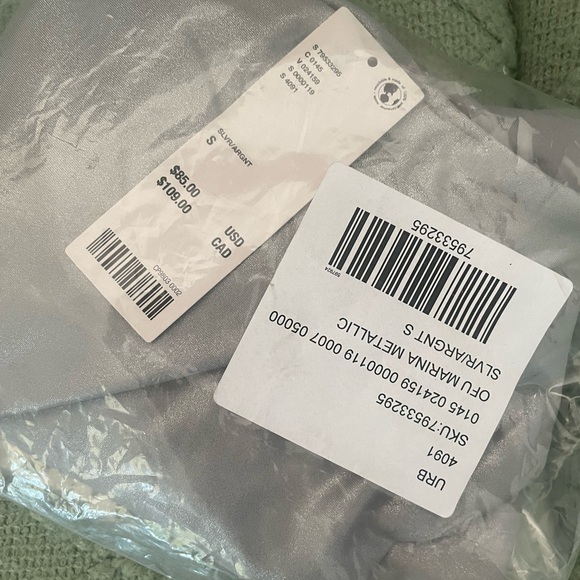 S 79533295
C 0145
V 024159
S 0000119
S 4091
SLVR/ARGNT
S
$85.00 USD
$109.00 CAD
URB
4091
SKU:79533295
0145 024159 0000119 0007 05000
OFU MARINA METALLIC
SLVR/ARGNT S
79533295